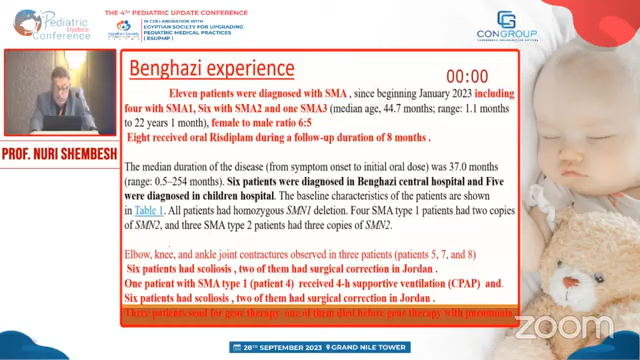 Pediatric
Update
Conference
THE 4TH PEDIATRIC UPDATE CONFERENCE
IN COLLABORATION WITH
EGYPTIAN SOCIETY FOR UPGRADING
PEDIATRIC MEDICAL PRACTICES
( ESUPMP )
CONGROUP
PROF. NURI SHEMBESH
Benghazi experience
00:00
Eleven patients were diagnosed with SMA , since beginning January 2023 including
four with SMA1, Six with SMA2 and one SMA3 (median age, 44.7 months; range: 1.1 month
to 22 years 1 month), female to male ratio 6:5
Eight received oral Risdiplam during a follow-up duration of 8 months .
The median duration of the disease (from symptom onset to initial oral dose) was 37.0 months
(range: 0.5–254 months). Six patients were diagnosed in Benghazi central hospital and Five
were diagnosed in children hospital. The baseline characteristics of the patients are shown
in Table 1. All patients had homozygous SMN1 deletion. Four SMA type 1 patients had two copies
of SMN2, and three SMA type 2 patients had three copies of SMN2.
Elbow, knee, and ankle joint contractures observed in three patients (patients 5, 7, and 8)
Six patients had scoliosis , two of them had surgical correction in Jordan .
One patient with SMA type 1 (patient 4) received 4-h supportive ventilation (CPAP) and.
Six patients had scoliosis , two of them had surgical correction in Jordan .
Three patients send for gene therapy one of them died before gene therapy with pneumonia
zoom
28TH SEPTEMBER 2023
GRAND NILE TOWER